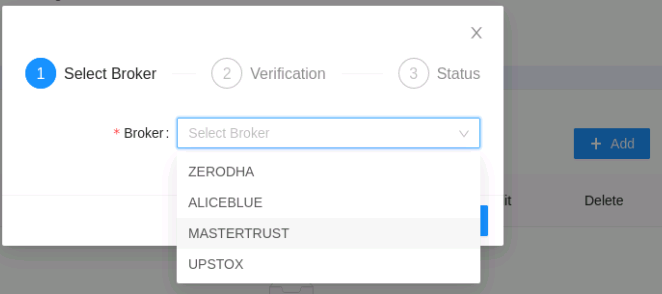 1 Select Broker 2 Verification 3 Status
* Broker : Select Broker
+ Add
ZERODHA
ALICEBLUE
it Delete
MASTERTRUST
UPSTOX